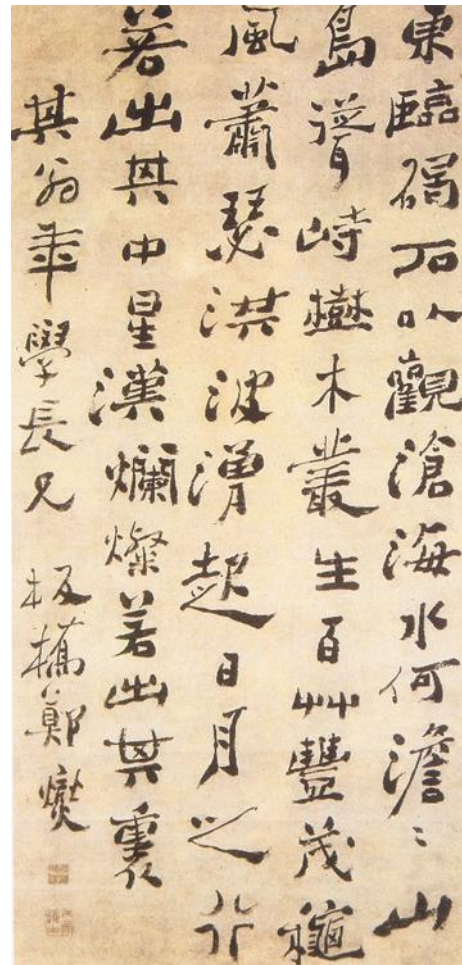 東臨碣石以觀滄海水何澹〻山
島聳峙樹木叢生百艸豐茂穐
風蕭瑟洪波湧起日月之行
若出其中星漢爛燦若出其裏
其翁年學長兄 板橋鄭燮